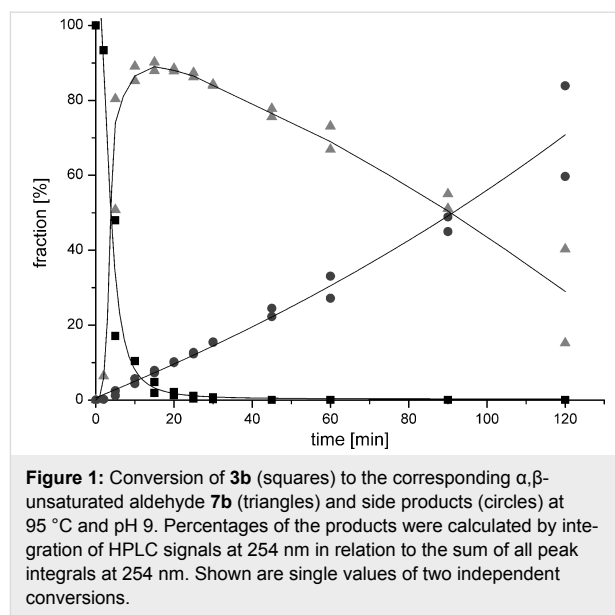 100
80
60
40
20
0
fraction [%]
0 20 40 60 80 100 120
time [min]
Figure 1: Conversion of 3b (squares) to the corresponding α,β-
unsaturated aldehyde 7b (triangles) and side products (circles) at
95 °C and pH 9. Percentages of the products were calculated by inte-
gration of HPLC signals at 254 nm in relation to the sum of all peak
integrals at 254 nm. Shown are single values of two independent
conversions.